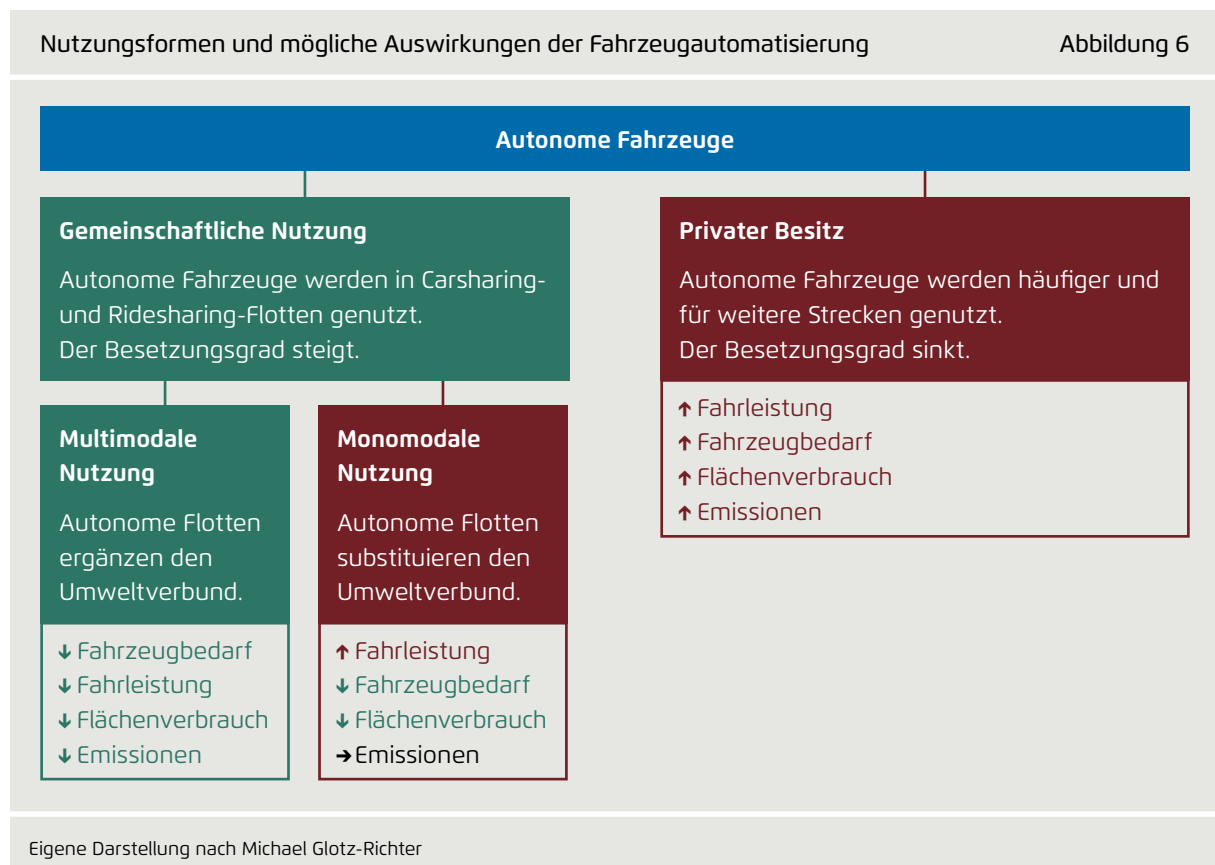 Nutzungsformen und mögliche Auswirkungen der Fahrzeugautomatisierung
Abbildung 6
Autonome Fahrzeuge
Gemeinschaftliche Nutzung
Autonome Fahrzeuge werden in Carsharing-
und Ridesharing-Flotten genutzt.
Der Besetzungsgrad steigt.
Multimodale
Nutzung
Autonome Flotten
ergänzen den
Umweltverbund.
↓ Fahrzeugbedarf
↓ Fahrleistung
↓ Flächenverbrauch
↓ Emissionen
Monomodale
Nutzung
Autonome Flotten
substituieren den
Umweltverbund.
↑ Fahrleistung
↓ Fahrzeugbedarf
↓ Flächenverbrauch
→ Emissionen
Privater Besitz
Autonome Fahrzeuge werden häufiger und
für weitere Strecken genutzt.
Der Besetzungsgrad sinkt.
↑ Fahrleistung
↑ Fahrzeugbedarf
↑ Flächenverbrauch
↑ Emissionen
Eigene Darstellung nach Michael Glotz-Richter